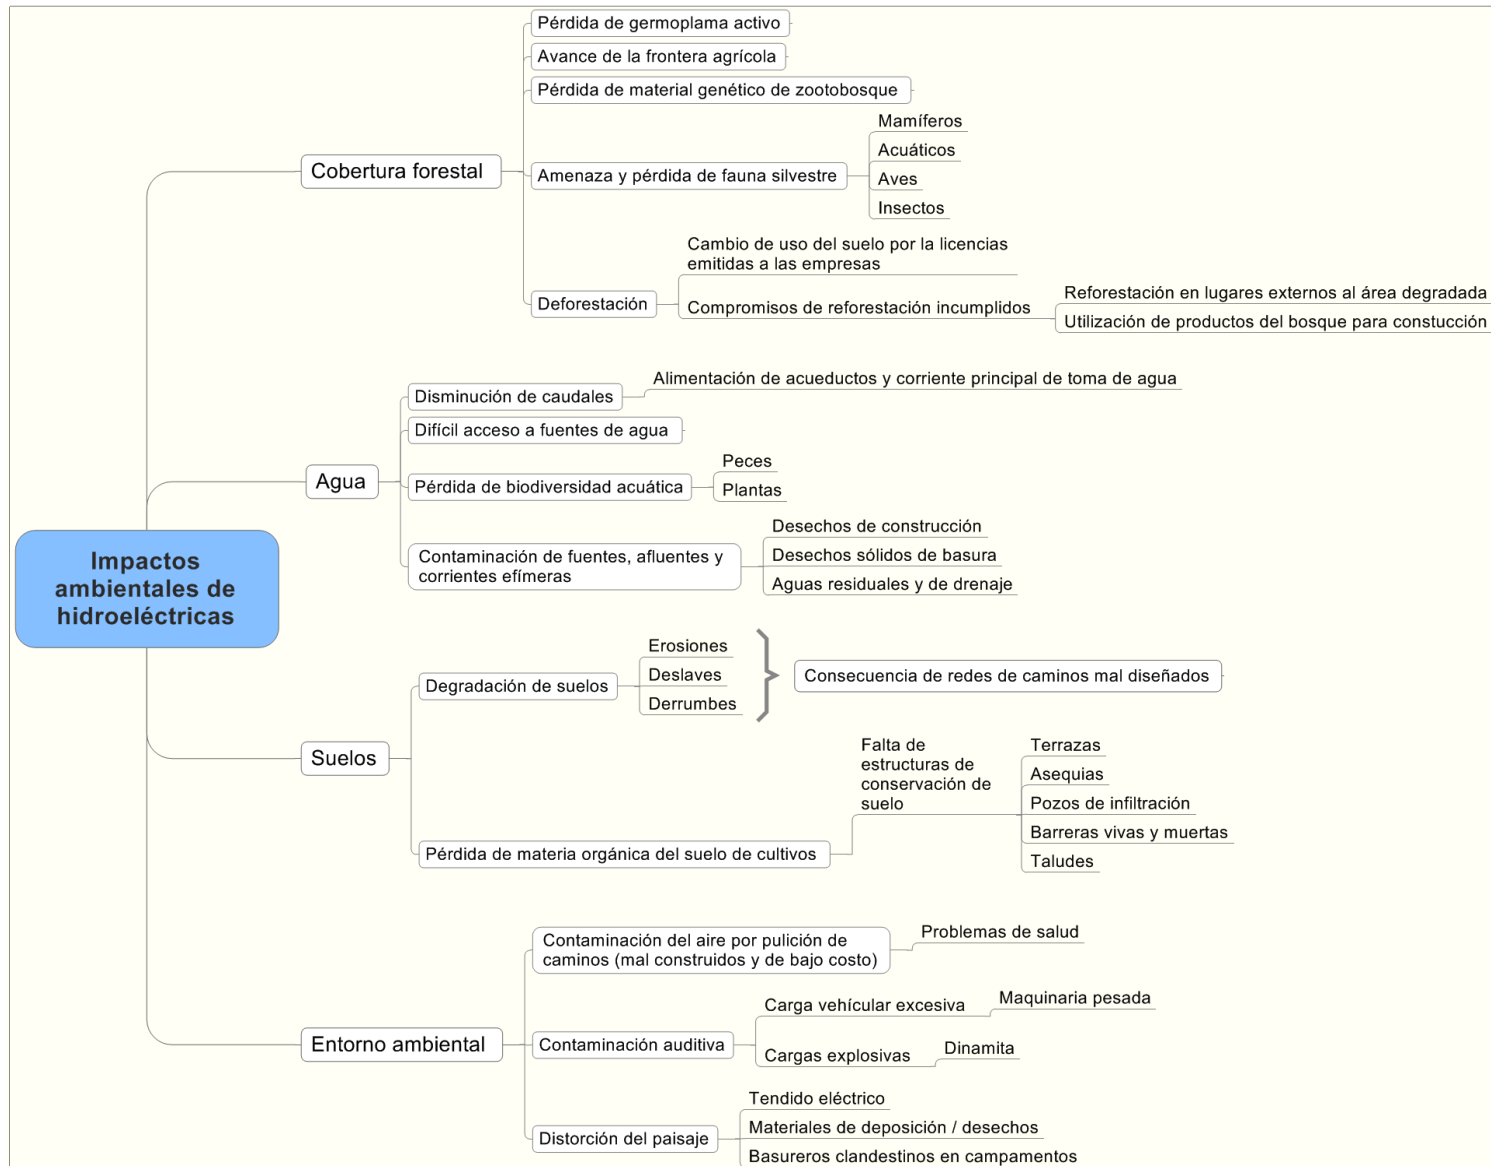 Impactos
ambientales de
hidroeléctricas
Cobertura forestal
Pérdida de germoplama activo
Avance de la frontera agrícola
Pérdida de material genético de zootobosque
Amenaza y pérdida de fauna silvestre
Mamíferos
Acuáticos
Aves
Insectos
Deforestación
Cambio de uso del suelo por la licencias
emitidas a las empresas
Compromisos de reforestación incumplidos
Reforestación en lugares externos al área degradada
Utilización de productos del bosque para constucción
Agua
Disminución de caudales
Alimentación de acueductos y corriente principal de toma de agua
Difícil acceso a fuentes de agua
Pérdida de biodiversidad acuática
Peces
Plantas
Contaminación de fuentes, afluentes y
corrientes efímeras
Desechos de construcción
Desechos sólidos de basura
Aguas residuales y de drenaje
Suelos
Degradación de suelos
Erosiones
Deslaves
Derrumbes
Consecuencia de redes de caminos mal diseñados
Pérdida de materia orgánica del suelo de cultivos
Falta de
estructuras de
conservación de
suelo
Terrazas
Asequias
Pozos de infiltración
Barreras vivas y muertas
Taludes
Entorno ambiental
Contaminación del aire por pulición de
caminos (mal construidos y de bajo costo)
Problemas de salud
Contaminación auditiva
Carga vehícular excesiva
Maquinaria pesada
Cargas explosivas
Dinamita
Distorción del paisaje
Tendido eléctrico
Materiales de deposición / desechos
Basureros clandestinos en campamentos